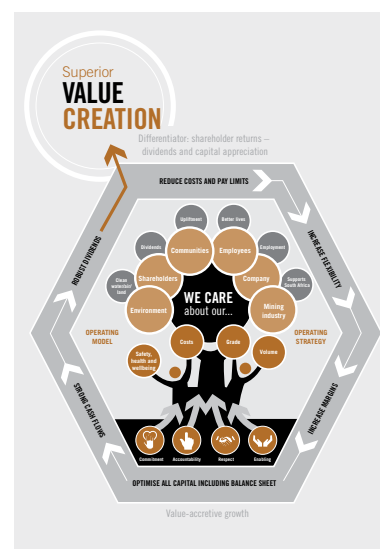 Superior
VALUE
CREATION
Differentiator: shareholder returns –
dividends and capital appreciation
REDUCE COSTS AND PAY LIMITS
INCREASE FLEXIBILITY
INCREASE MARGINS
OPTIMISE ALL CAPITAL INCLUDING BALANCE SHEET
STRONG CASH FLOWS
ROBUST DIVIDENDS
Upliftment
Better lives
Dividends
Communities
Employees
Employment
Clean
water/air/
land
Shareholders
Company
Supports
South Africa
Environment
WE CARE
about our...
Mining
industry
OPERATING
MODEL
OPERATING
STRATEGY
Costs
Grade
Safety,
health and
wellbeing
Volume
Commitment
Accountability
Respect
Enabling
Value-accretive growth